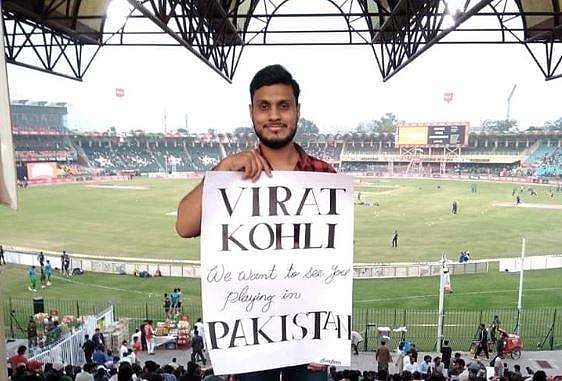 VIRAT
KOHLI
We want to see you
playing in
PAKISTAN